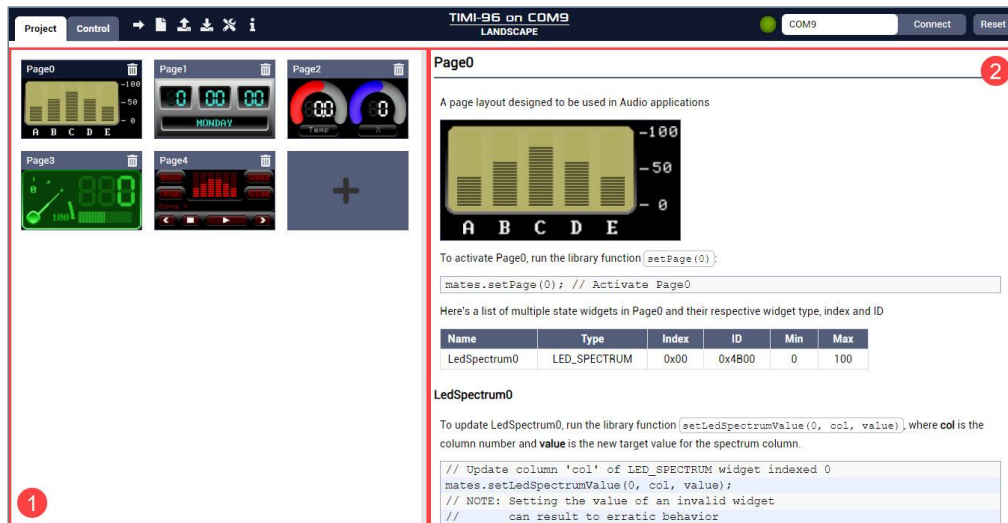 Project Control
TIMI-96 on COM9
LANDSCAPE
COM9 Connect Reset
Page0 Page1 Page2
-100
-50
- 0
A B C D E
0 00 00
MONDAY
0.0 0
Temp %
Page3 Page4
0
0
100
1
Page0
2
A page layout designed to be used in Audio applications
-100
-50
- 0
A B C D E
To activate Page0, run the library function setPage(0):
mates.setPage(0); // Activate Page0
Here's a list of multiple state widgets in Page0 and their respective widget type, index and ID
Name Type Index ID Min Max
LedSpectrum0 LED_SPECTRUM 0x00 0x4B00 0 100
LedSpectrum0
To update LedSpectrum0, run the library function setLedSpectrumValue(0, col, value), where col is the
column number and value is the new target value for the spectrum column.
// Update column 'col' of LED_SPECTRUM widget indexed 0
mates.setLedSpectrumValue(0, col, value);
// NOTE: Setting the value of an invalid widget
// can result to erratic behavior